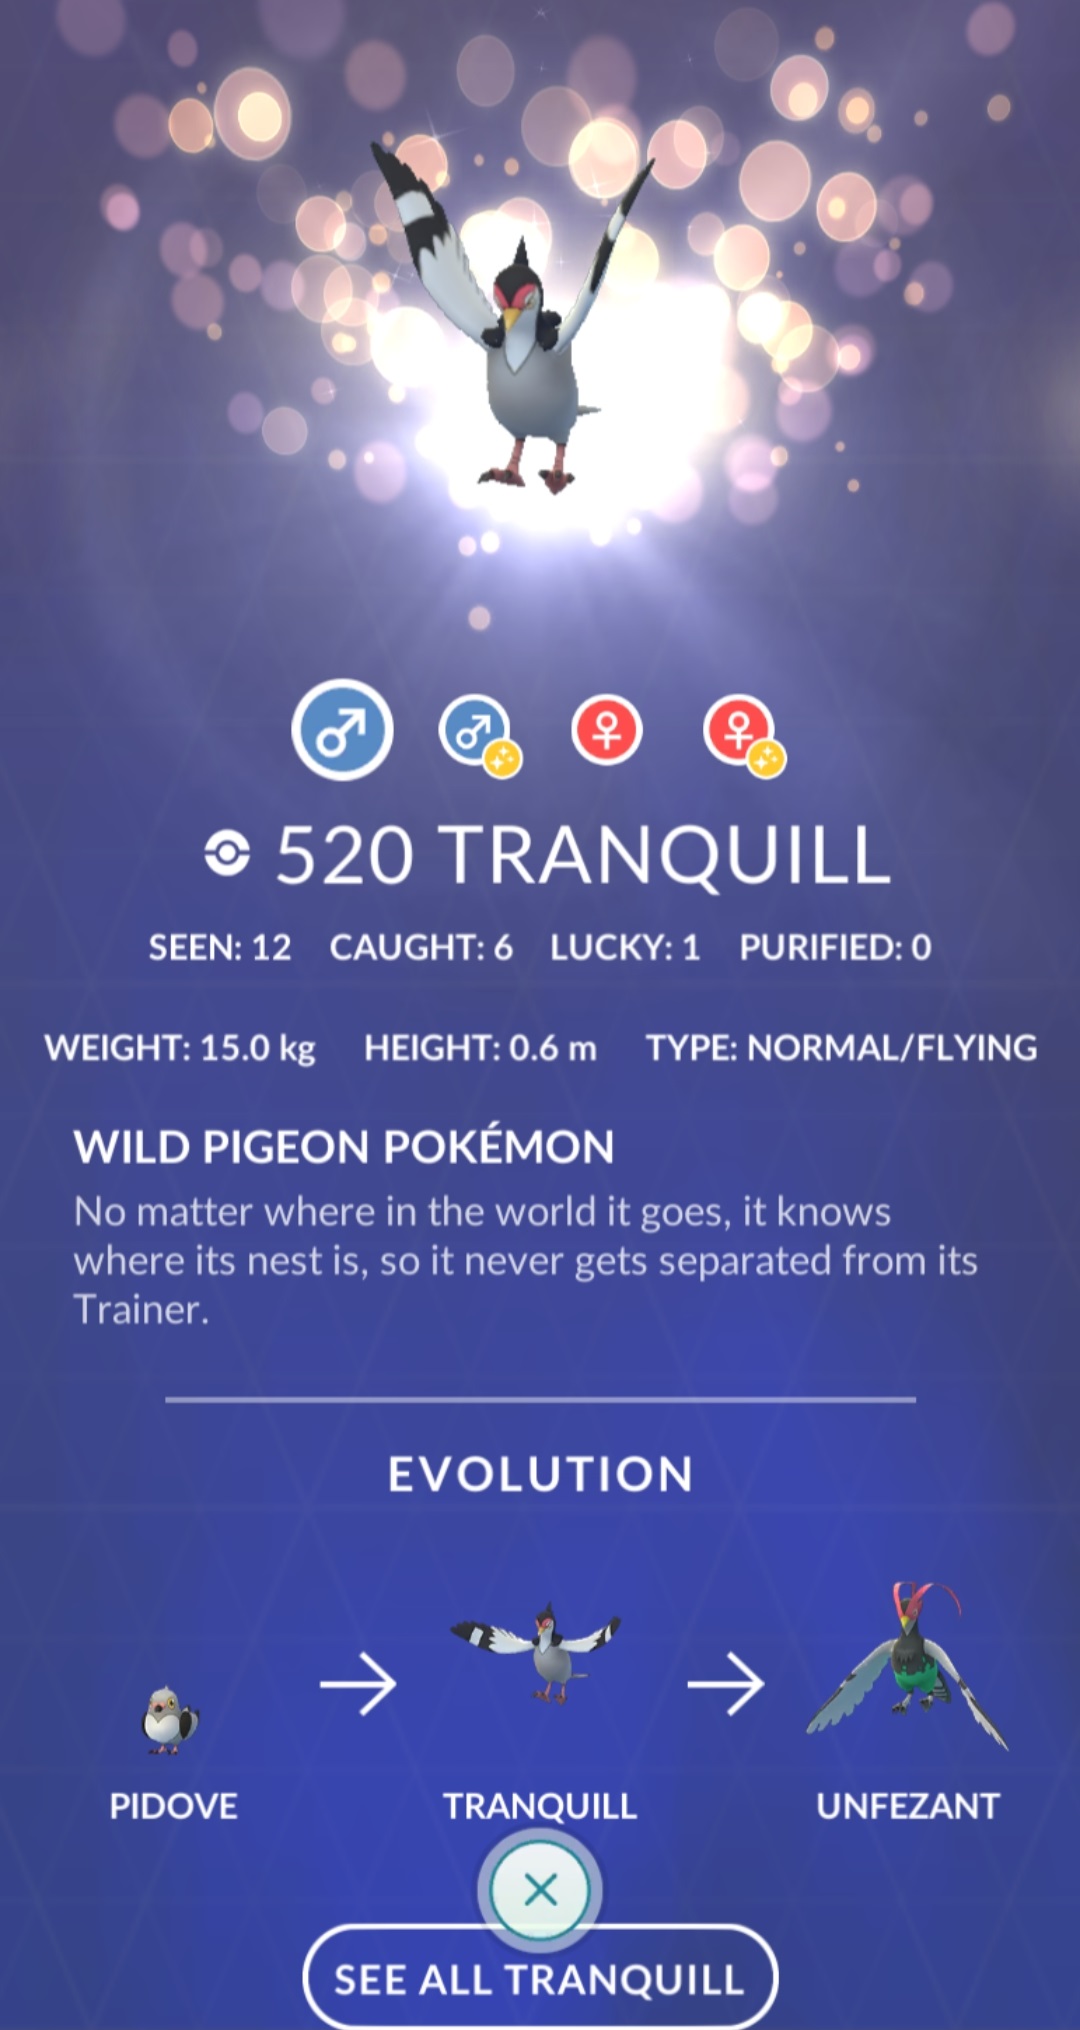 520 TRANQUILL
SEEN: 12 CAUGHT: 6 LUCKY: 1 PURIFIED: 0
WEIGHT: 15.0 kg HEIGHT: 0.6 m TYPE: NORMAL/FLYING
WILD PIGEON POKÉMON
No matter where in the world it goes, it knows
where its nest is, so it never gets separated from its
Trainer.
EVOLUTION
PIDOVE TRANQUILL UNFEZANT
SEE ALL TRANQUILL